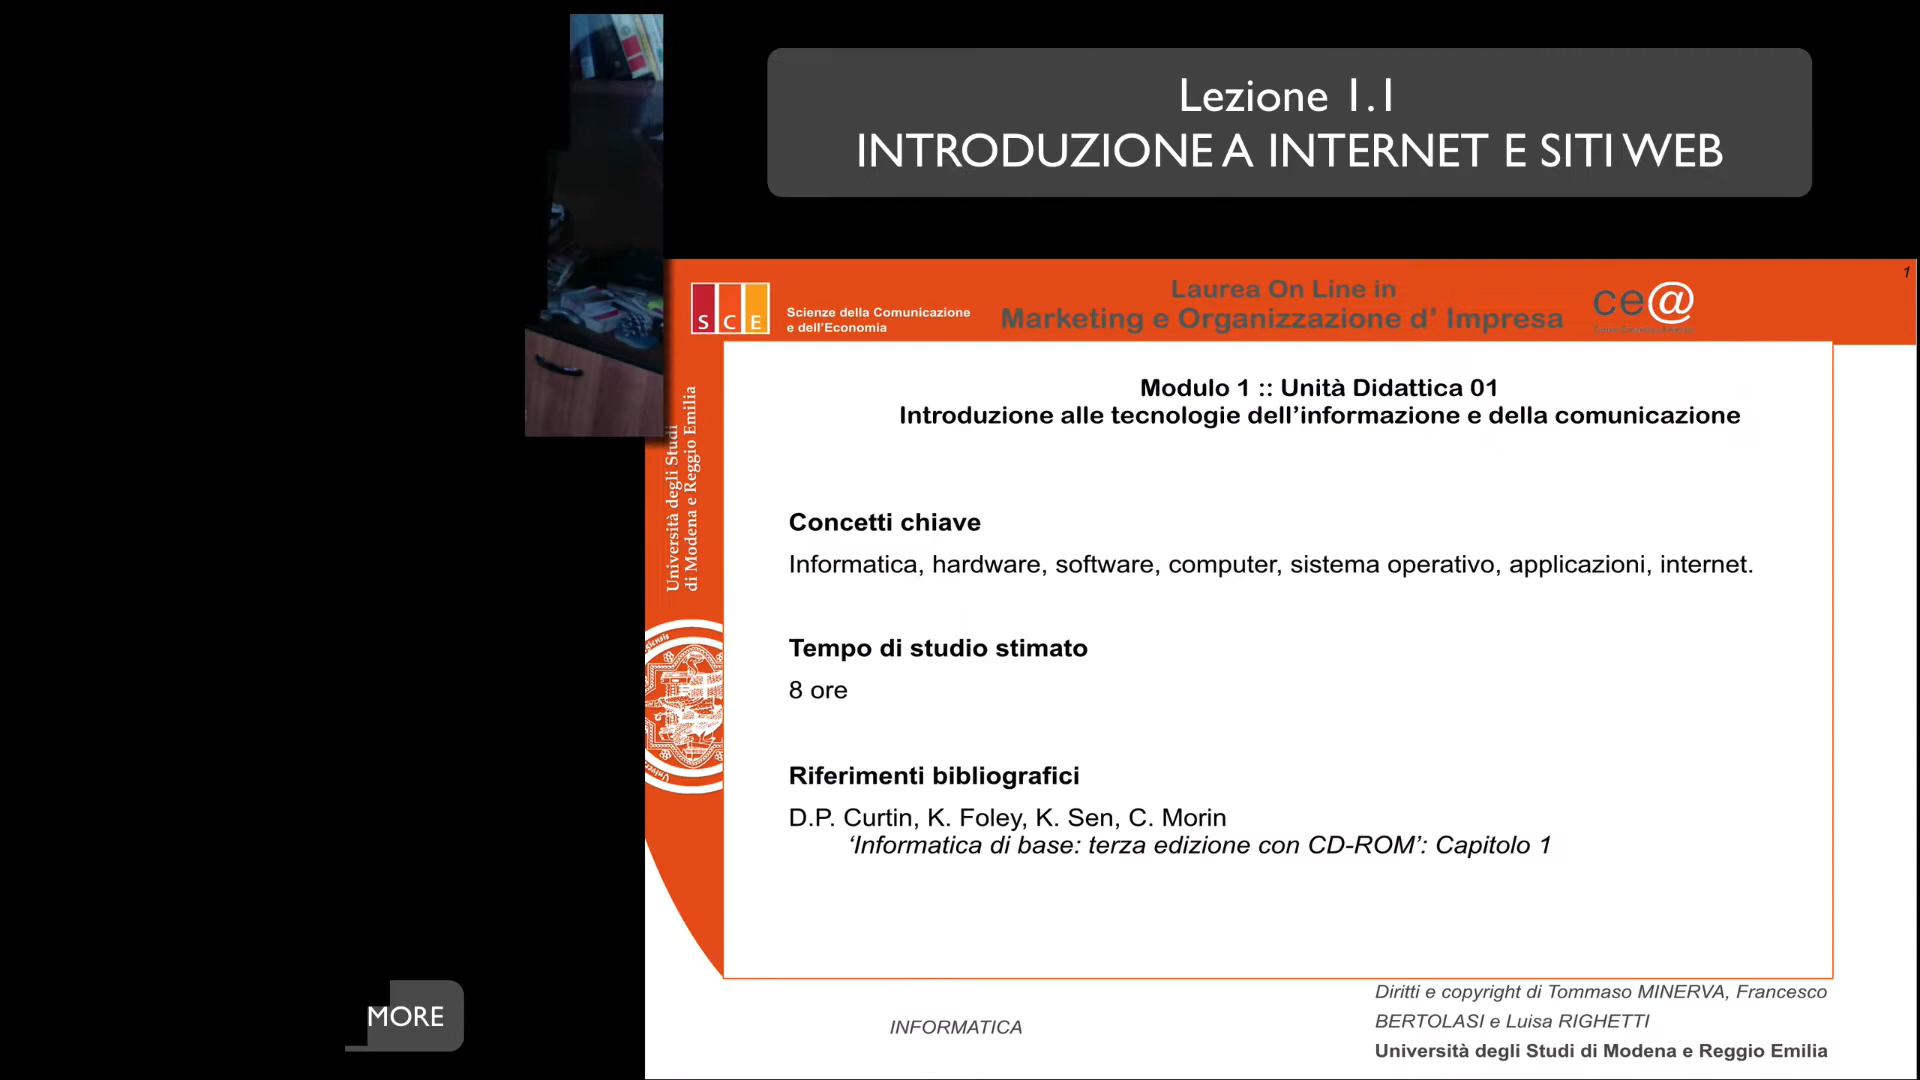 Lezione 1.1
INTRODUZIONE A INTERNET E SITI WEB
1
SCE
Scienze della Comunicazione
e dell'Economia
Laurea On Line in
Marketing e Organizzazione d' Impresa
ce@
Università degli Studi
di Modena e Reggio Emilia
Modulo 1 :: Unità Didattica 01
Introduzione alle tecnologie dell’informazione e della comunicazione
Concetti chiave
Informatica, hardware, software, computer, sistema operativo, applicazioni, internet.
Tempo di studio stimato
8 ore
Riferimenti bibliografici
D.P. Curtin, K. Foley, K. Sen, C. Morin
‘Informatica di base: terza edizione con CD-ROM’: Capitolo 1
MORE
INFORMATICA
Diritti e copyright di Tommaso MINERVA, Francesco
BERTOLASI e Luisa RIGHETTI
Università degli Studi di Modena e Reggio Emilia